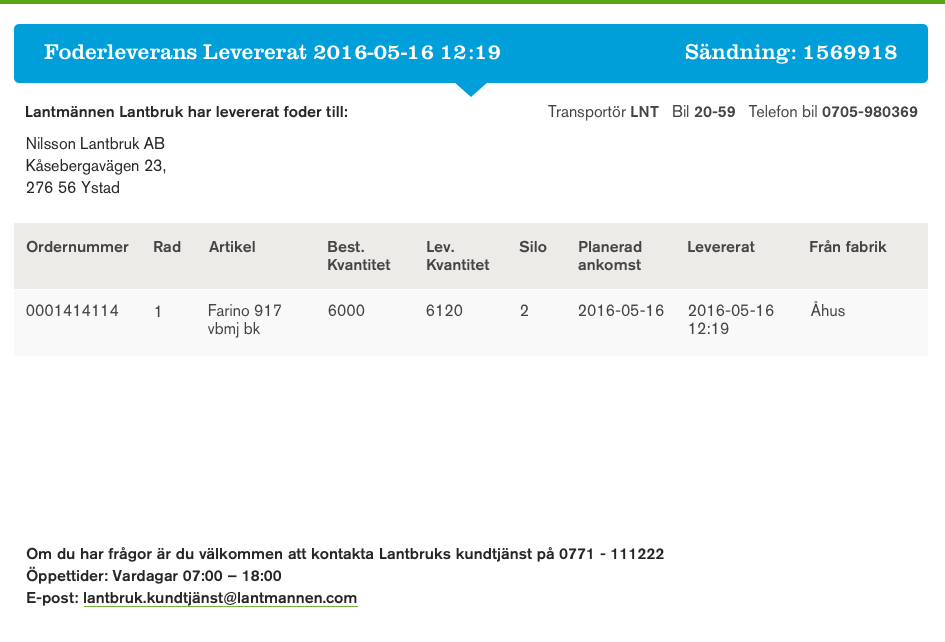 Foderleverans Levererat 2016-05-16 12:19 Sändning: 1569918
Lantmännen Lantbruk har levererat foder till: Transportör LNT Bil 20-59 Telefon bil 0705-980369
Nilsson Lantbruk AB
Kåsebergavägen 23,
276 56 Ystad
Ordernummer Rad Artikel Best. Kvantitet Lev. Kvantitet Silo Planerad ankomst Levererat Från fabrik
0001414114 1 Farino 917 vbmj bk 6000 6120 2 2016-05-16 2016-05-16 12:19 Åhus
Om du har frågor är du välkommen att kontakta Lantbruks kundtjänst på 0771 - 111222
Öppettider: Vardagar 07:00 – 18:00
E-post: lantbruk.kundtjänst@lantmannen.com